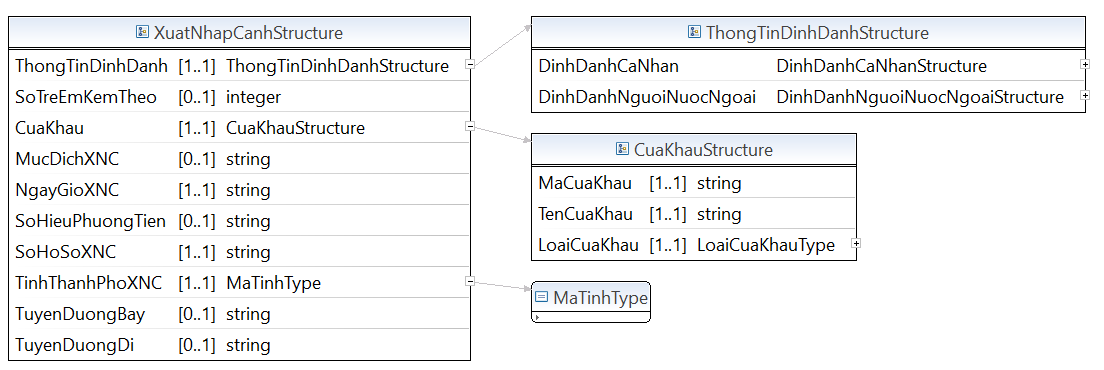 XuatNhapCanhStructure
ThongTinDinhDanh [1..1] ThongTinDinhDanhStructure
SoTreEmKemTheo [0..1] integer
CuaKhau [1..1] CuaKhauStructure
MucDichXNC [0..1] string
NgayGioXNC [1..1] string
SoHieuPhuongTien [0..1] string
SoHoSoXNC [1..1] string
TinhThanhPhoXNC [1..1] MaTinhType
TuyenDuongBay [0..1] string
TuyenDuongDi [0..1] string
ThongTinDinhDanhStructure
DinhDanhCaNhan DinhDanhCaNhanStructure
DinhDanhNguoiNuocNgoai DinhDanhNguoiNuocNgoaiStructure
CuaKhauStructure
MaCuaKhau [1..1] string
TenCuaKhau [1..1] string
LoaiCuaKhau [1..1] LoaiCuaKhauType
MaTinhType